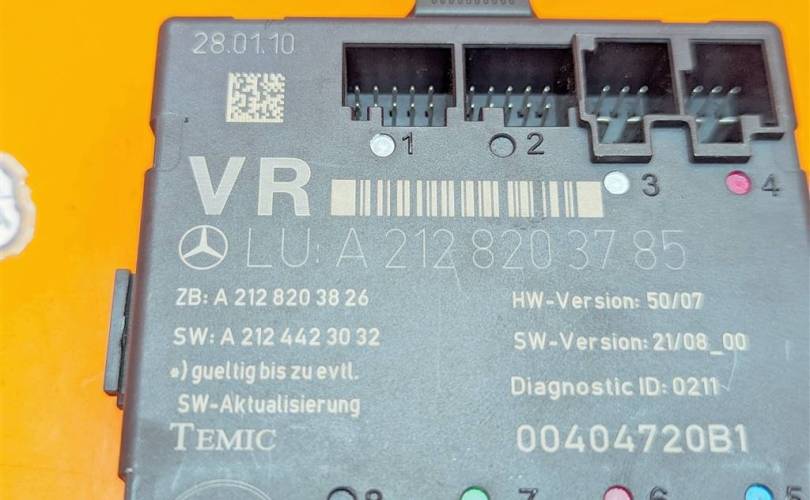 28.01.10
1 2
VR
3 4
LU: A 212 820 37 85
ZB: A 212 820 38 26
HW-Version: 50/07
SW: A 212 442 30 32
SW-Version: 21/08_00
*) gueltig bis zu evtl.
Diagnostic ID: 0211
SW-Aktualisierung
TEMIC
00404720B1
8 7 6 5